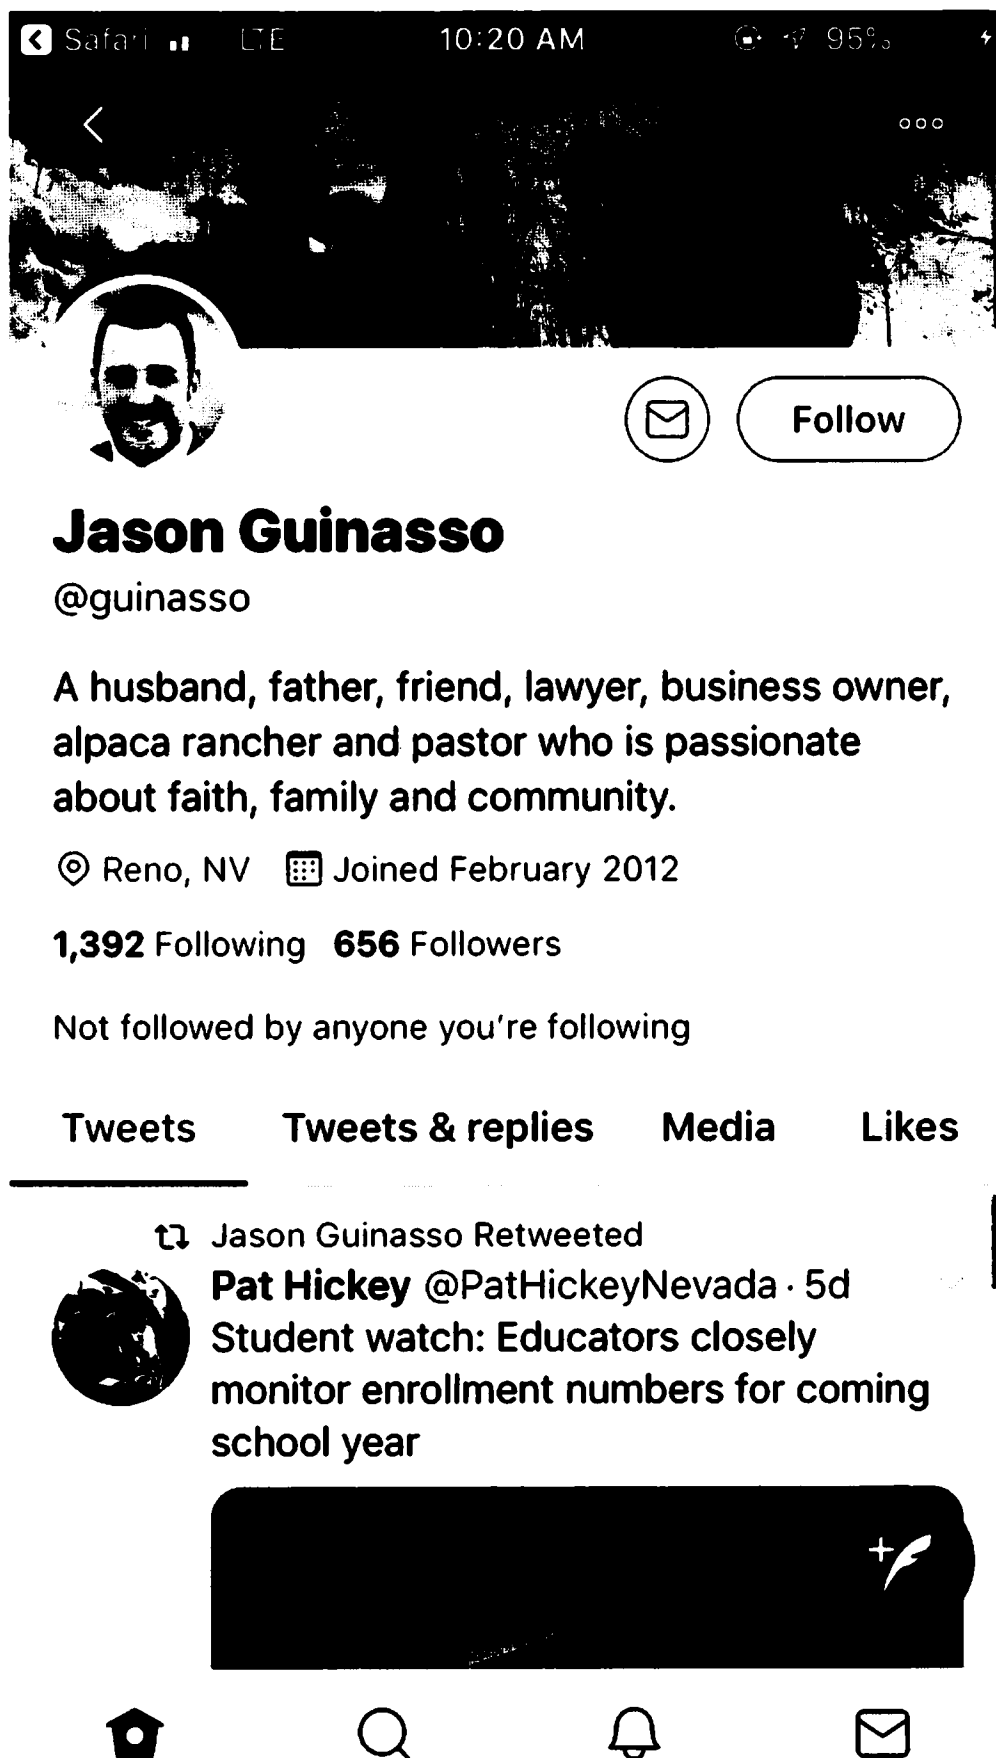 Safari LTE 10:20 AM 95%
Follow
Jason Guinasso
@guinasso
A husband, father, friend, lawyer, business owner,
alpaca rancher and pastor who is passionate
about faith, family and community.
Reno, NV Joined February 2012
1,392 Following 656 Followers
Not followed by anyone you're following
Tweets Tweets & replies Media Likes
Jason Guinasso Retweeted
Pat Hickey @PatHickeyNevada · 5d
Student watch: Educators closely
monitor enrollment numbers for coming
school year